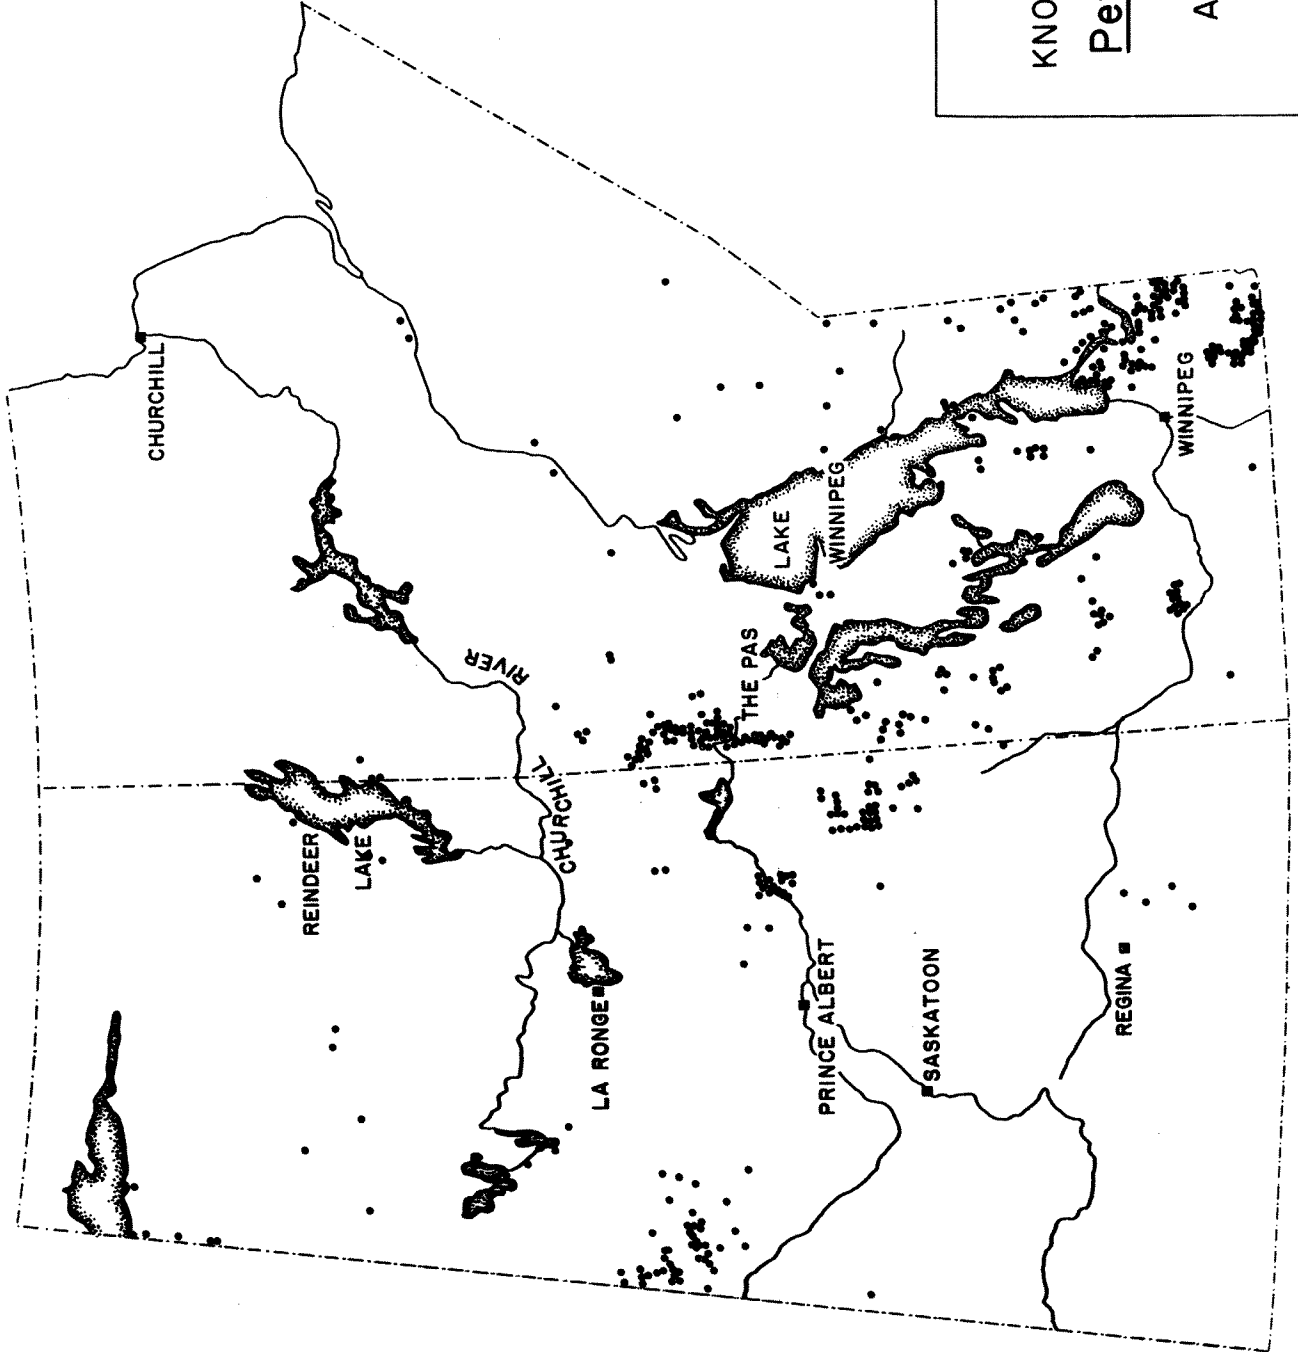 KNO
Pe
A
CHURCHILL
REINDEER
LAKE
CHURCHILL
RIVER
LA RONGE
THE PAS
LAKE
WINNIPEG
PRINCE ALBERT
SASKATOON
REGINA
WINNIPEG